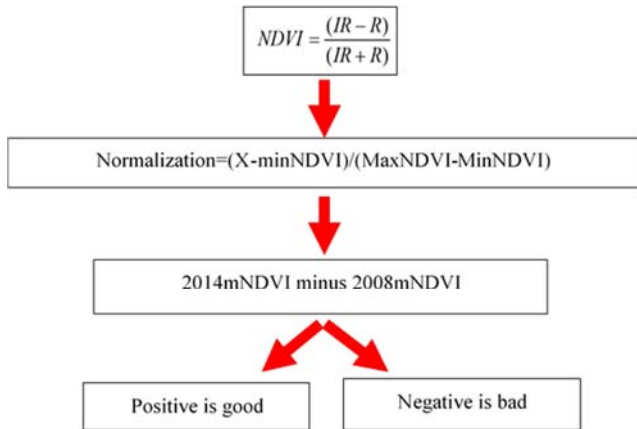 NDVI = (IR − R) / (IR + R)
Normalization=(X-minNDVI)/(MaxNDVI-MinNDVI)
2014mNDVI minus 2008mNDVI
Positive is good
Negative is bad